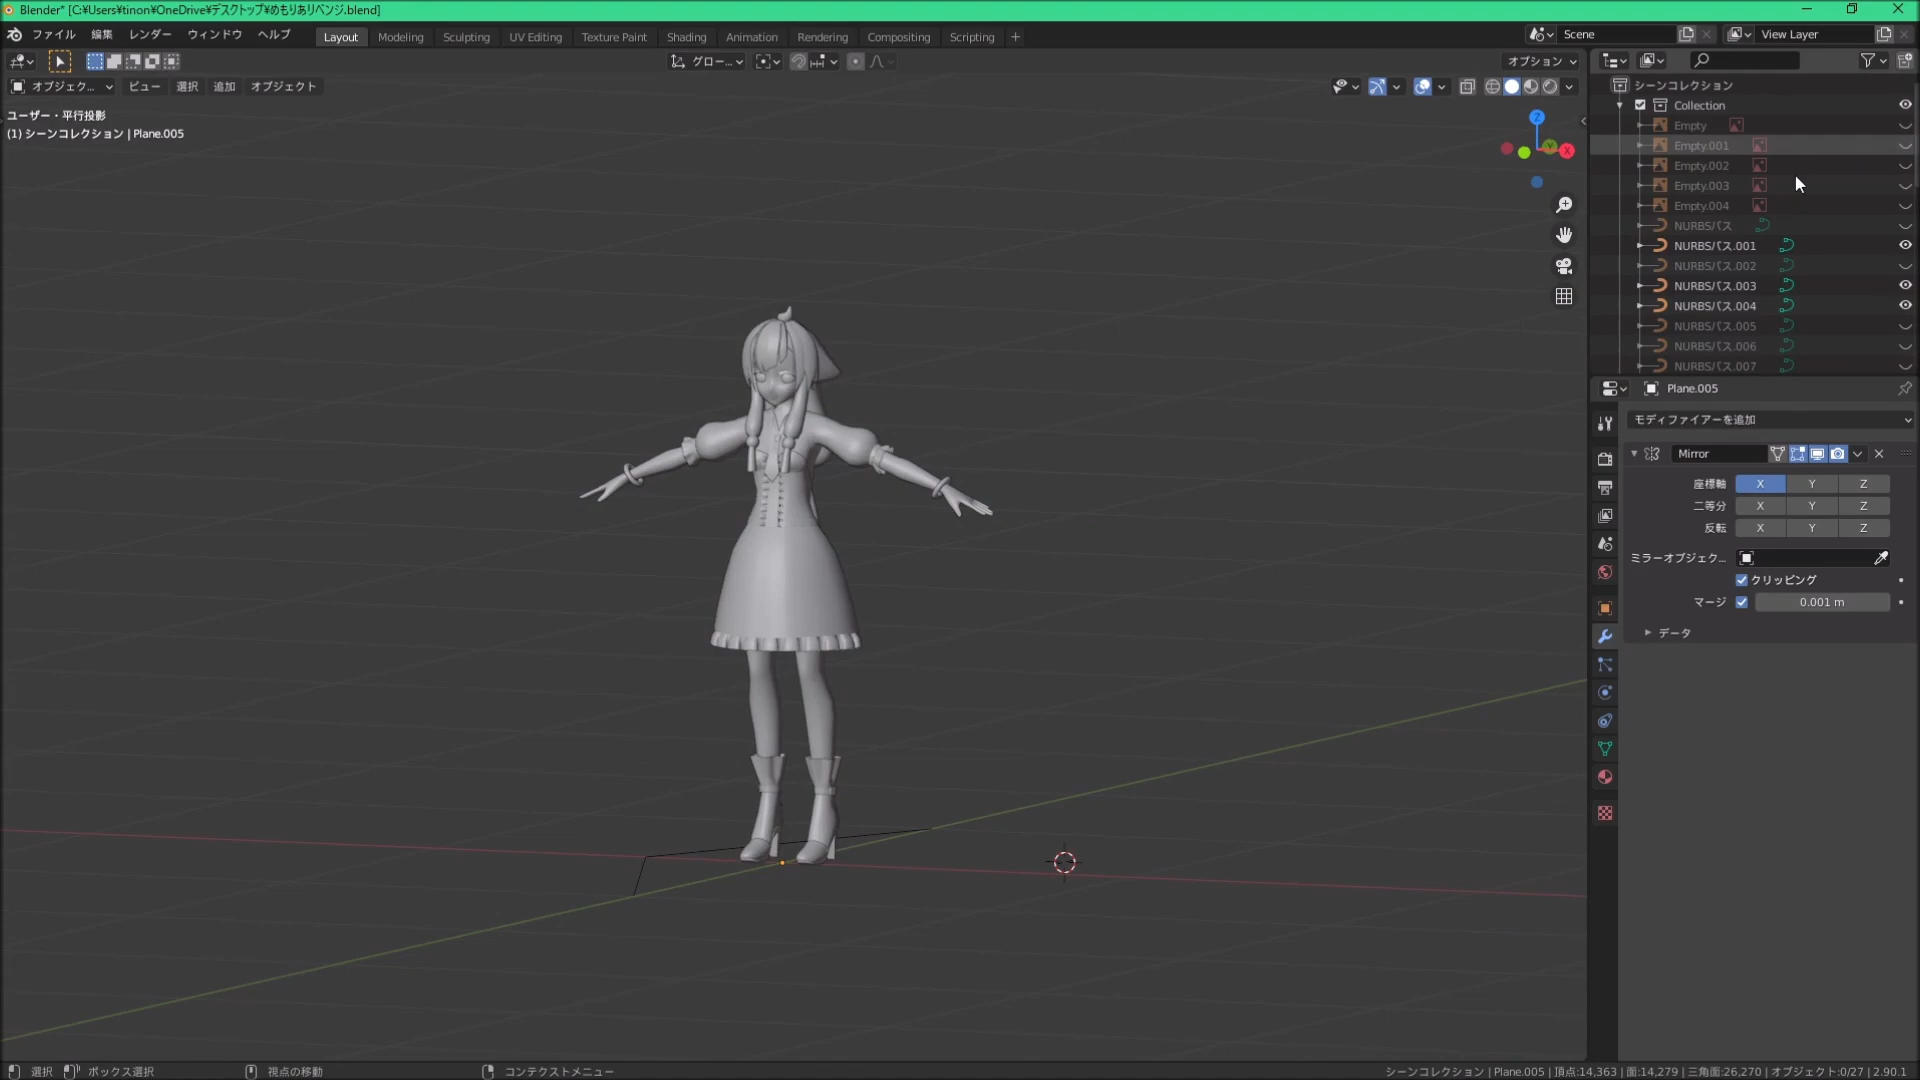 Blender* [C:¥Users¥tinon¥OneDrive¥デスクトップ¥めもりありベンジ.blend]
ファイル 編集 レンダー ウィンドウ ヘルプ Layout Modeling Sculpting UV Editing Texture Paint Shading Animation Rendering Compositing Scripting + Scene View Layer
グロー... オプション
オブジェク... ビュー 選択 追加 オブジェクト
ユーザー・平行投影
(1) シーンコレクション | Plane.005
Z
Y
X
シーンコレクション
Collection
Empty
Empty.001
Empty.002
Empty.003
Empty.004
NURBSパス
NURBSパス.001
NURBSパス.002
NURBSパス.003
NURBSパス.004
NURBSパス.005
NURBSパス.006
NURBSパス.007
Plane.005
モディファイアーを追加
Mirror
座標軸 X Y Z
二等分 X Y Z
反転 X Y Z
ミラーオブジェク...
クリッピング
マージ 0.001 m
データ
選択 ボックス選択 視点の移動 コンテクストメニュー シーンコレクション | Plane.005 | 頂点:14,363 | 面:14,279 | 三角面:26,270 | オブジェクト:0/27 | 2.90.1